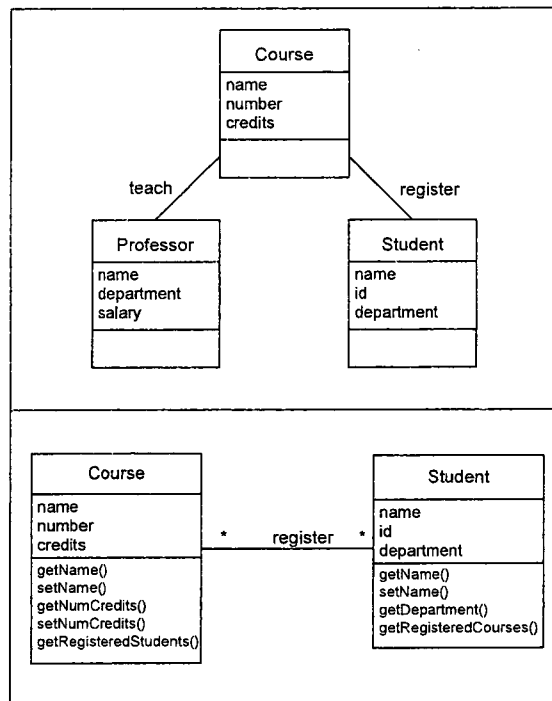 Course
name
number
credits
teach
register
Professor
name
department
salary
Student
name
id
department
Course
name
number
credits
getName()
setName()
getNumCredits()
setNumCredits()
getRegisteredStudents()
* register *
Student
name
id
department
getName()
setName()
getDepartment()
getRegisteredCourses()